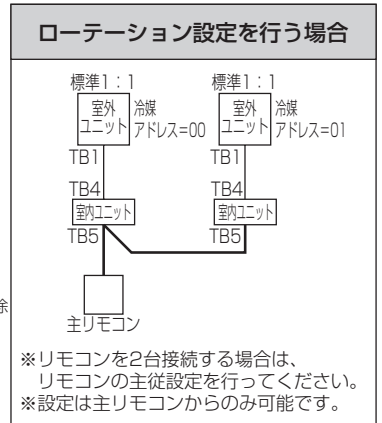 ローテーション設定を行う場合
標準1：1 標準1：1
室外ユニット 冷媒アドレス=00 室外ユニット 冷媒アドレス=01
TB1 TB1
TB4 TB4
室内ユニット 室内ユニット
TB5 TB5
除
主リモコン
※リモコンを2台接続する場合は、
リモコンの主従設定を行ってください。
※設定は主リモコンからのみ可能です。